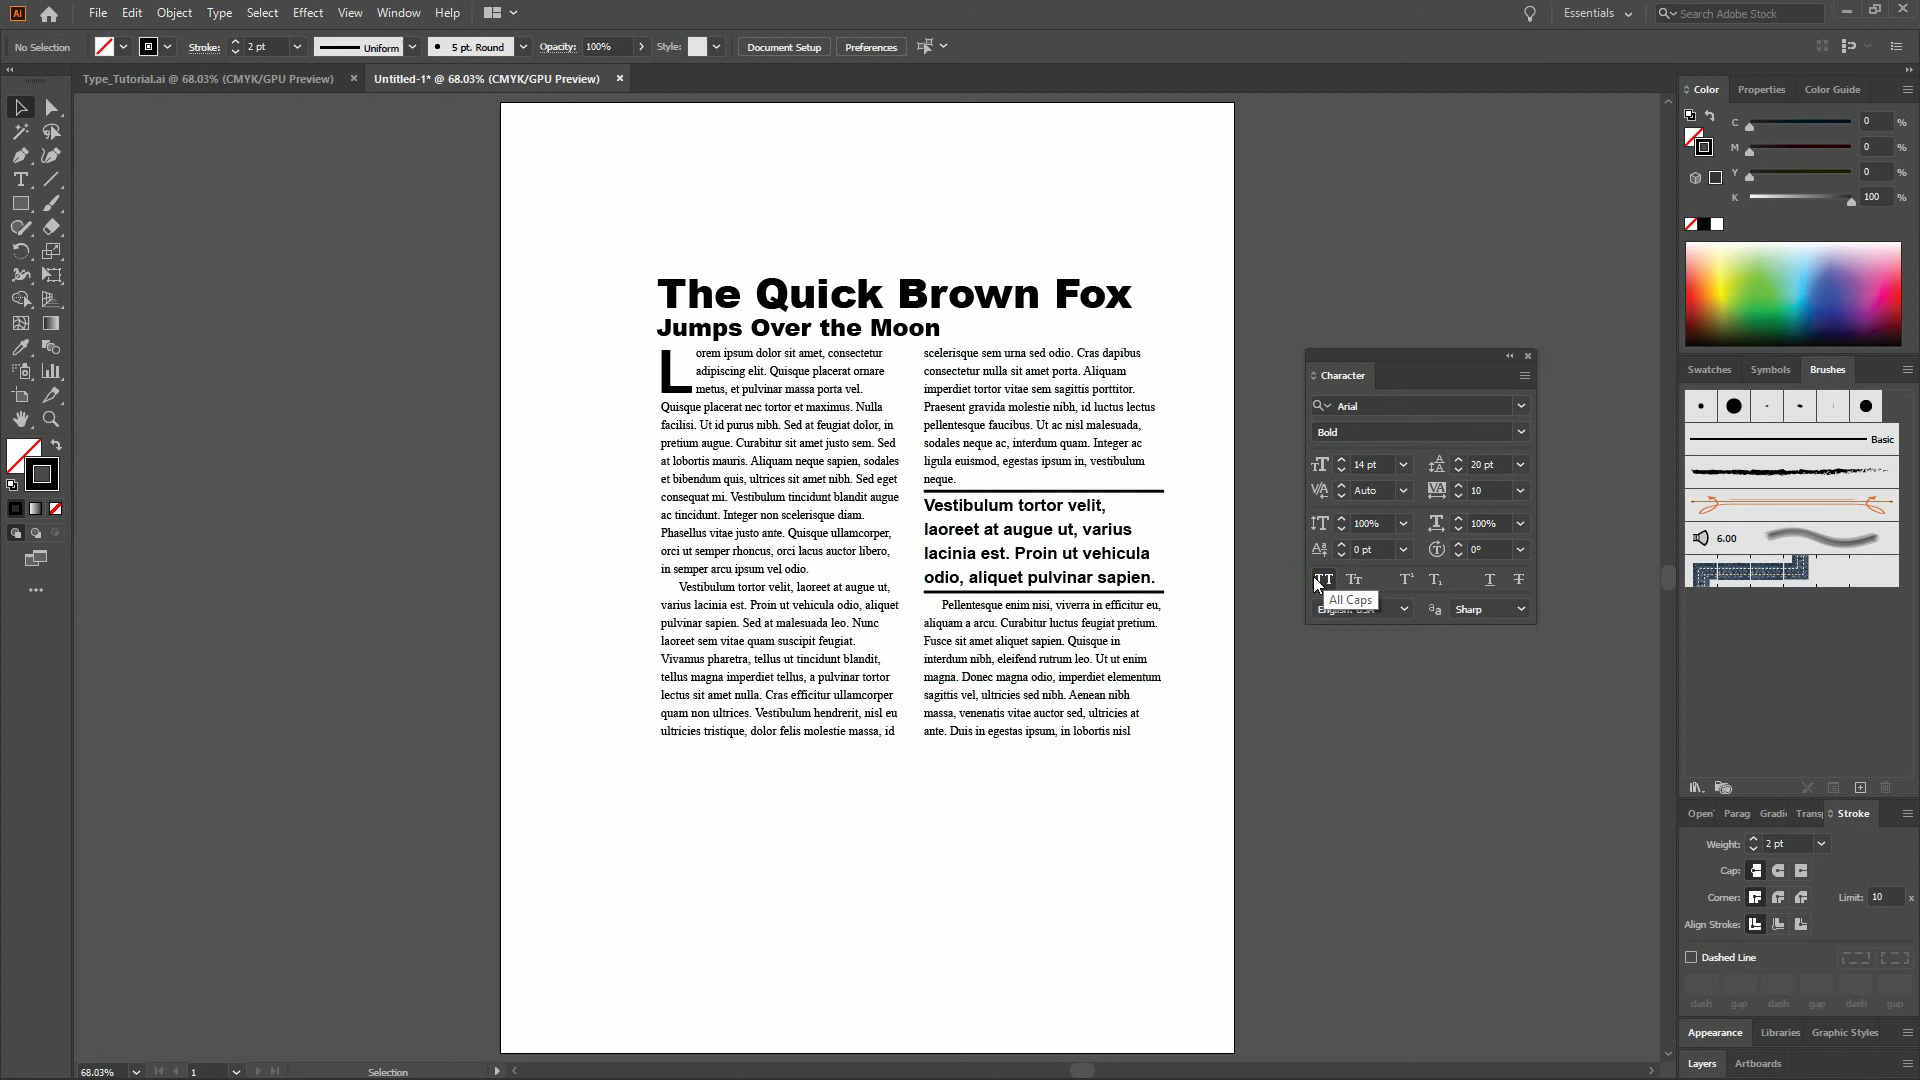 Ai File Edit Object Type Select Effect View Window Help Essentials Search Adobe Stock
No Selection Stroke: 2 pt Uniform 5 pt. Round Opacity: 100% Style: Document Setup Preferences
Type_Tutorial.ai @ 68.03% (CMYK/GPU Preview) × Untitled-1* @ 68.03% (CMYK/GPU Preview) ×
The Quick Brown Fox
Jumps Over the Moon
Lorem ipsum dolor sit amet, consectetur
adipiscing elit. Quisque placerat ornare
metus, et pulvinar massa porta vel.
Quisque placerat nec tortor et maximus. Nulla
facilisi. Ut id purus nibh. Sed at feugiat dolor, in
pretium augue. Curabitur sit amet justo sem. Sed
at lobortis mauris. Aliquam neque sapien, sodales
et bibendum quis, ultrices sit amet nibh. Sed eget
consequat mi. Vestibulum tincidunt blandit augue
ac tincidunt. Integer non scelerisque diam.
Phasellus vitae justo ante. Quisque ullamcorper,
orci ut semper rhoncus, orci lacus auctor libero,
in semper arcu ipsum vel odio.
Vestibulum tortor velit, laoreet at augue ut,
varius lacinia est. Proin ut vehicula odio, aliquet
pulvinar sapien. Sed at malesuada leo. Nunc
laoreet sem vitae quam suscipit feugiat.
Vivamus pharetra, tellus ut tincidunt blandit,
tellus magna imperdiet tellus, a pulvinar tortor
lectus sit amet nulla. Cras efficitur ullamcorper
quam non ultrices. Vestibulum hendrerit, nisl eu
ultricies tristique, dolor felis molestie massa, id
scelerisque sem urna sed odio. Cras dapibus
consectetur nulla sit amet porta. Aliquam
imperdiet tortor vitae sem sagittis porttitor.
Praesent gravida molestie nibh, id luctus lectus
pellentesque faucibus. Ut ac nisl malesuada,
sodales neque ac, interdum quam. Integer ac
ligula euismod, egestas ipsum in, vestibulum
neque.
Vestibulum tortor velit,
laoreet at augue ut, varius
lacinia est. Proin ut vehicula
odio, aliquet pulvinar sapien.
Pellentesque enim nisi, viverra in efficitur eu,
aliquam a arcu. Curabitur luctus feugiat pretium.
Fusce sit amet aliquet sapien. Quisque in
interdum nibh, eleifend rutrum leo. Ut ut enim
magna. Donec magna odio, imperdiet elementum
sagittis vel, ultricies sed nibh. Aenean nibh
massa, venenatis vitae auctor sed, ultricies at
ante. Duis in egestas ipsum, in lobortis nisl
Character
Arial
Bold
14 pt 20 pt
Auto 10
100% 100%
0 pt 0°
All Caps
English: USA Sharp
Color Properties Color Guide
C 0 %
M 0 %
Y 0 %
K 100 %
Swatches Symbols Brushes
Basic
6.00
Open Parag Gradi Transp Stroke
Weight: 2 pt
Cap:
Corner: Limit: 10 x
Align Stroke:
Dashed Line
dash gap dash gap dash gap
Appearance Libraries Graphic Styles
Layers Artboards
68.03% 1 Selection